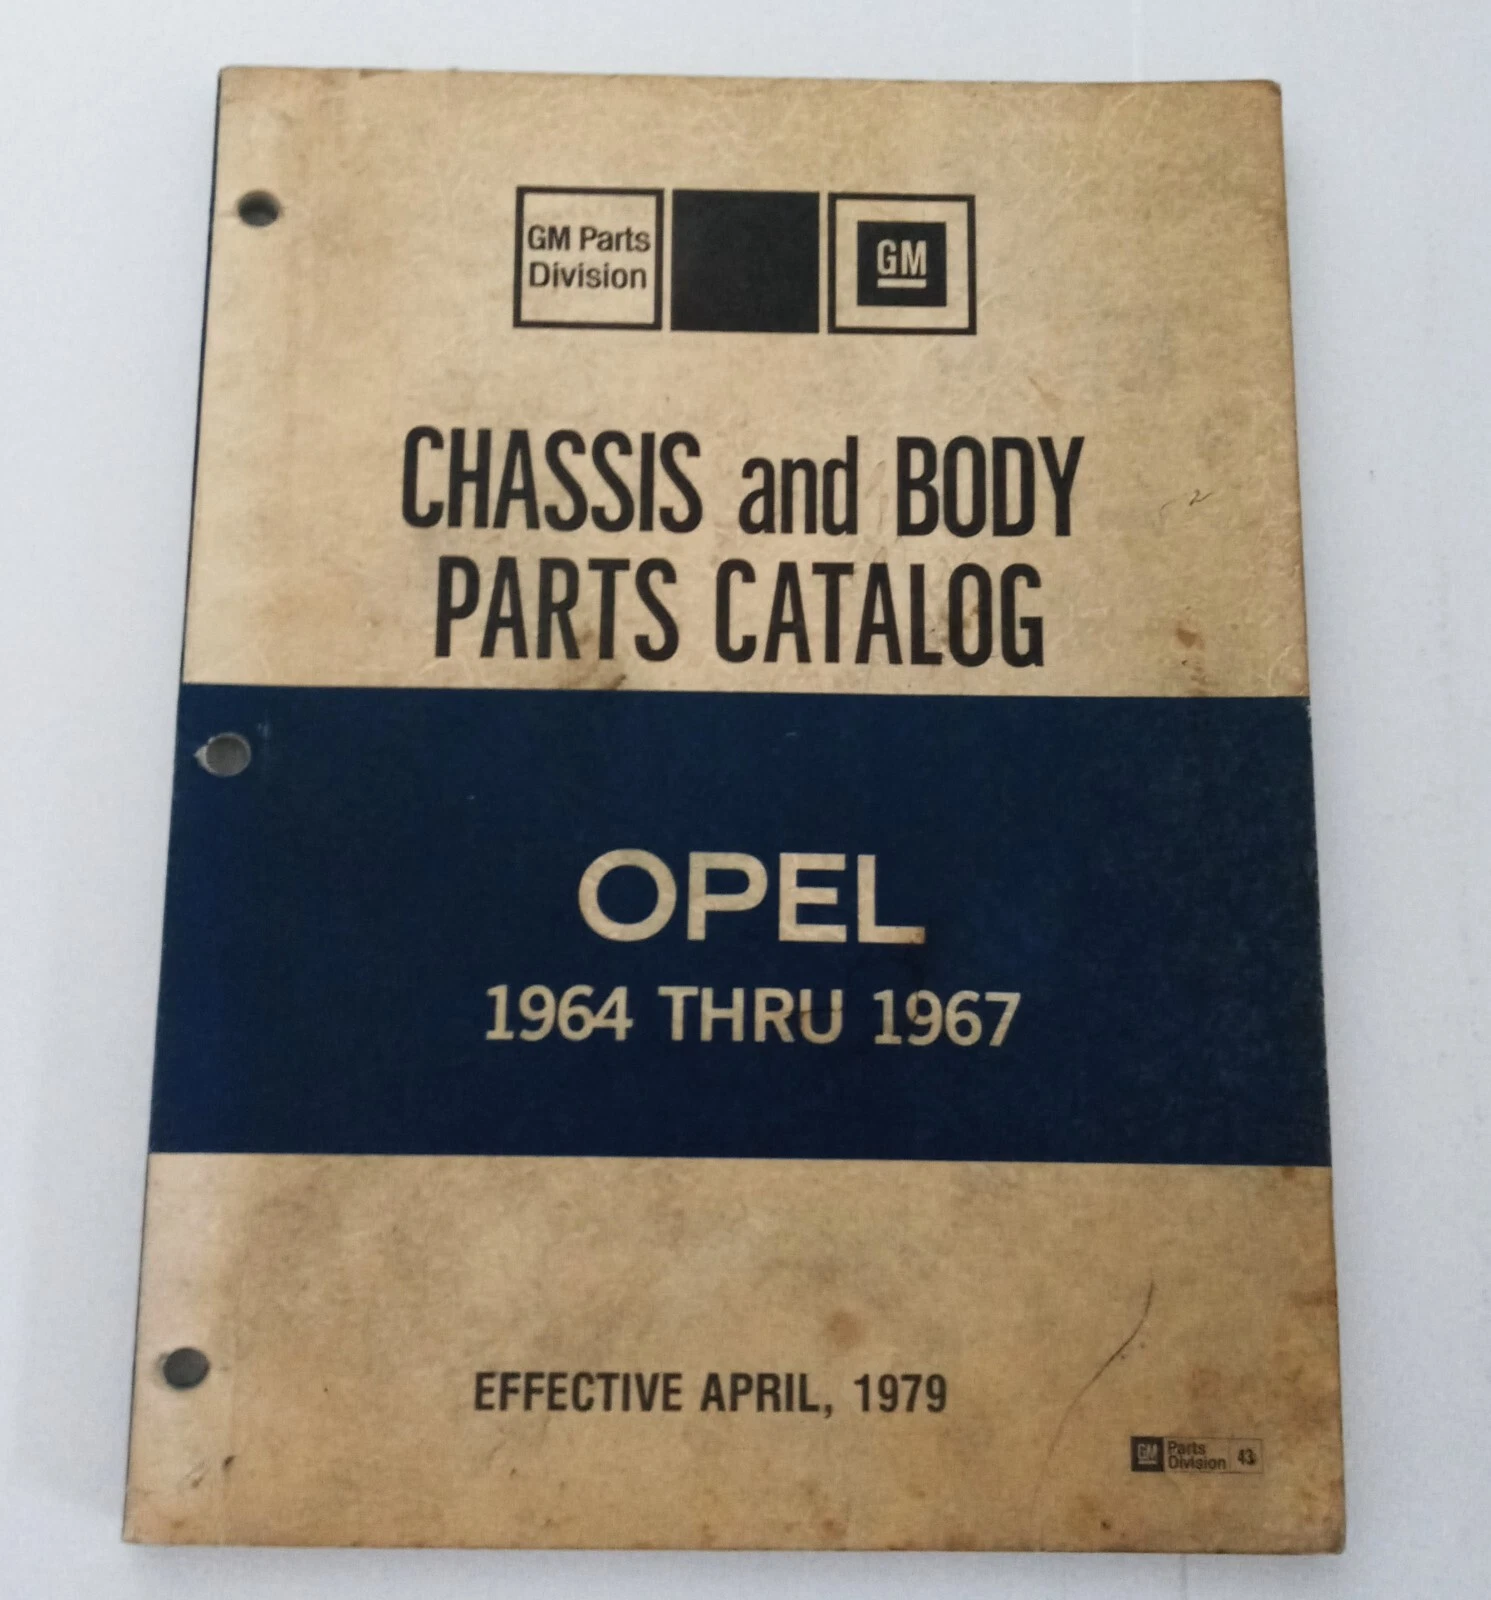 GM Parts
Division
GM
CHASSIS and BODY
PARTS CATALOG
OPEL
1964 THRU 1967
EFFECTIVE APRIL, 1979
GM Parts
Division 43